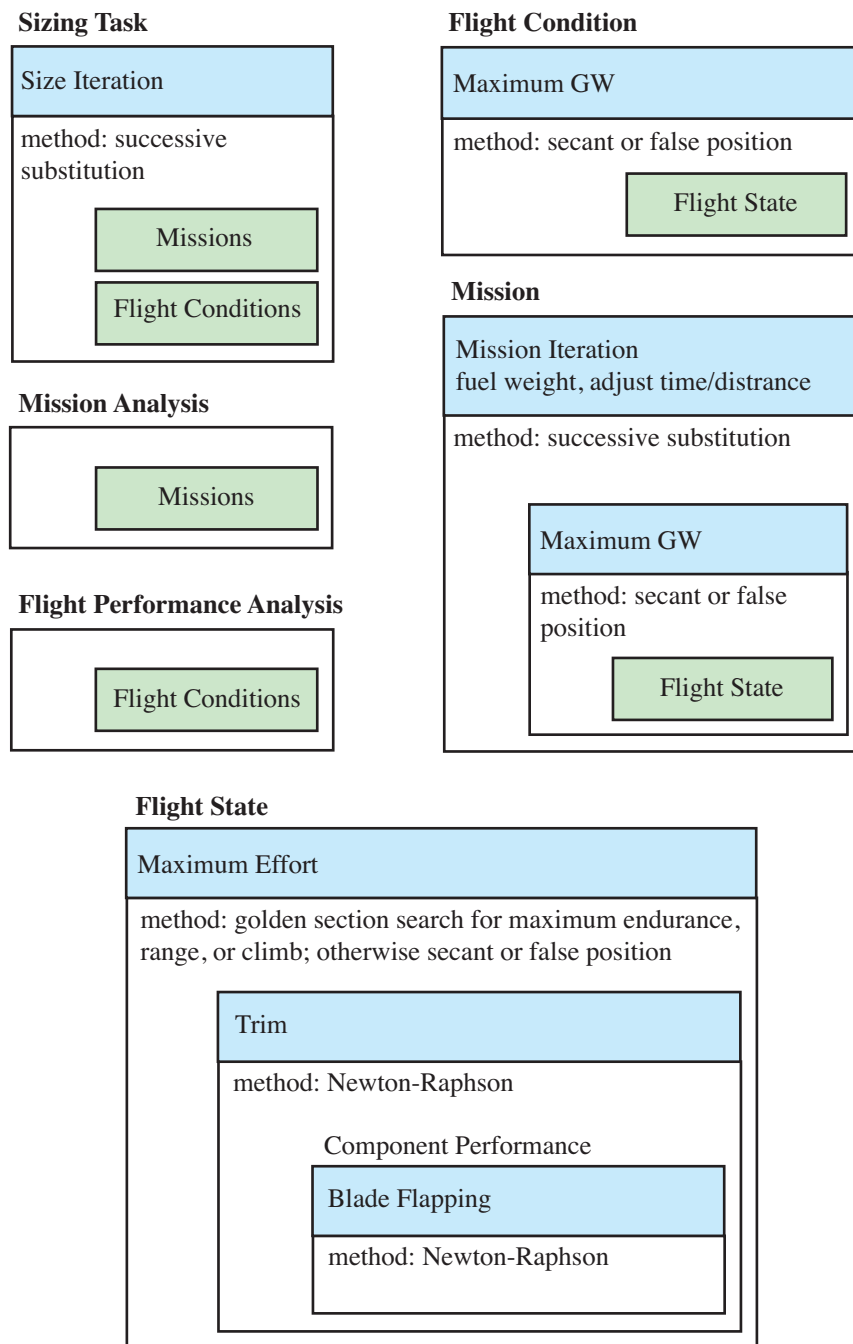 Sizing Task
Size Iteration
method: successive
substitution
Missions
Flight Conditions
Mission Analysis
Missions
Flight Performance Analysis
Flight Conditions
Flight Condition
Maximum GW
method: secant or false position
Flight State
Mission
Mission Iteration
fuel weight, adjust time/distrance
method: successive substitution
Maximum GW
method: secant or false
position
Flight State
Flight State
Maximum Effort
method: golden section search for maximum endurance,
range, or climb; otherwise secant or false position
Trim
method: Newton-Raphson
Component Performance
Blade Flapping
method: Newton-Raphson